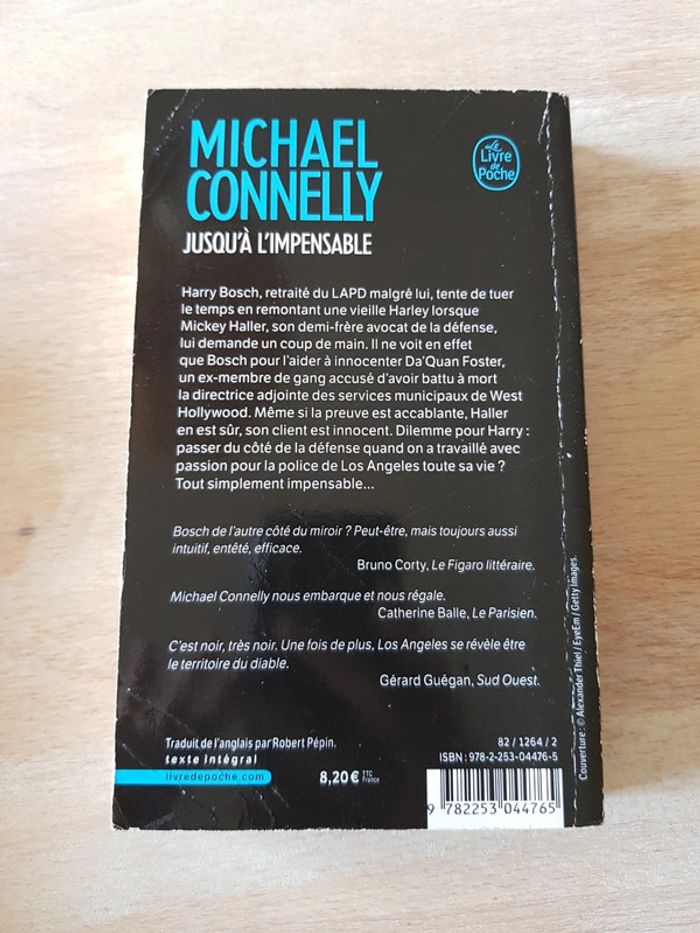 MICHAEL
CONNELLY
JUSQU'À L'IMPENSABLE
Le
Livre
de
Poche
Harry Bosch, retraité du LAPD malgré lui, tente de tuer
le temps en remontant une vieille Harley lorsque
Mickey Haller, son demi-frère avocat de la défense,
lui demande un coup de main. Il ne voit en effet
que Bosch pour l'aider à innocenter Da'Quan Foster,
un ex-membre de gang accusé d'avoir battu à mort
la directrice adjointe des services municipaux de West
Hollywood. Même si la preuve est accablante, Haller
en est sûr, son client est innocent. Dilemme pour Harry :
passer du côté de la défense quand on a travaillé avec
passion pour la police de Los Angeles toute sa vie ?
Tout simplement impensable...
Bosch de l'autre côté du miroir ? Peut-être, mais toujours aussi
intuitif, entêté, efficace.
Bruno Corty, Le Figaro littéraire.
Michael Connelly nous embarque et nous régale.
Catherine Balle, Le Parisien.
C'est noir, très noir. Une fois de plus, Los Angeles se révèle être
le territoire du diable.
Gérard Guégan, Sud Ouest.
Traduit de l'anglais par Robert Pépin.
texte intégral
livredepoche.com
8,20 € TTC
France
82 / 1264 / 2
ISBN : 978-2-253-04476-5
9 782253 044765
Couverture : © Alexander Thiel / EyeEm / Getty Images.